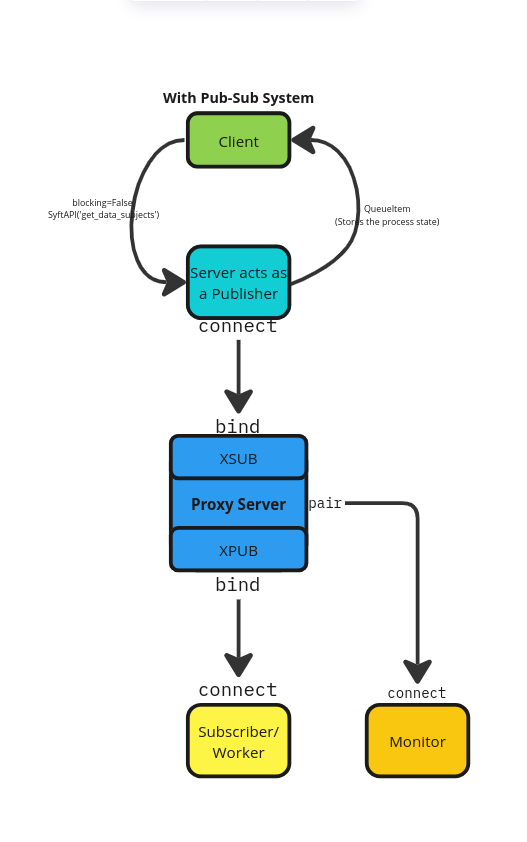 With Pub-Sub System
Client
blocking=False
SyftAPI('get_data_subjects')
QueueItem
(Stores the process state)
Server acts as
a Publisher
connect
bind
XSUB
Proxy Server
pair
XPUB
bind
connect
connect
Subscriber/
Worker
Monitor